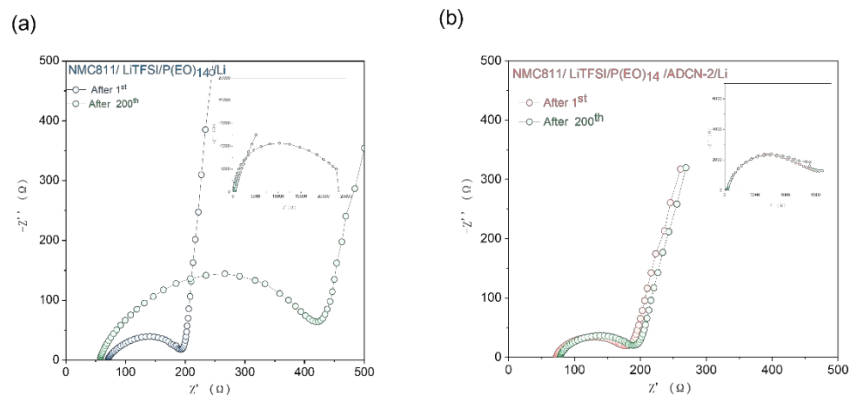 (a)
NMC811/ LiTFSI/P(EO)14 /Li
After 1st
After 200th
500
400
300
200
100
0
-Z'' (Ω)
0 100 200 300 400 500
Z' (Ω)
(b)
NMC811/ LiTFSI/P(EO)14 /ADCN-2/Li
After 1st
After 200th
500
400
300
200
100
0
-Z'' (Ω)
0 100 200 300 400 500
Z' (Ω)